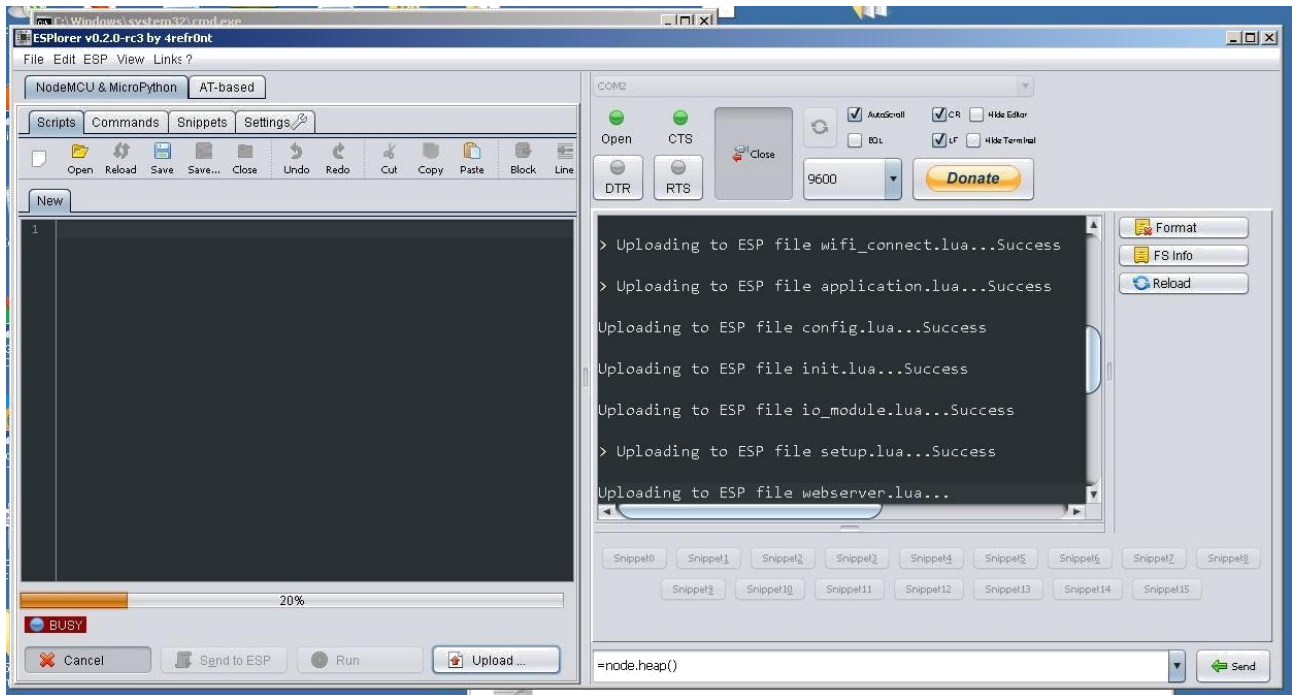 C:\Windows\system32\cmd.exe
ESPlorer v0.2.0-rc3 by 4refr0nt
File Edit ESP View Links ?
NodeMCU & MicroPython AT-based
Scripts Commands Snippets Settings
Open Reload Save Save... Close Undo Redo Cut Copy Paste Block Line
New
1
20%
BUSY
Cancel Send to ESP Run Upload ...
COM2
Open CTS Close AutoScroll CR Hide Editor
EOL LF Hide Terminal
DTR RTS 9600 Donate
> Uploading to ESP file wifi_connect.lua...Success
> Uploading to ESP file application.lua...Success
Uploading to ESP file config.lua...Success
Uploading to ESP file init.lua...Success
Uploading to ESP file io_module.lua...Success
> Uploading to ESP file setup.lua...Success
Uploading to ESP file webserver.lua...
Format
FS Info
Reload
Snippet0 Snippet1 Snippet2 Snippet3 Snippet4 Snippet5 Snippet6 Snippet7 Snippet8
Snippet9 Snippet10 Snippet11 Snippet12 Snippet13 Snippet14 Snippet15
=node.heap() Send